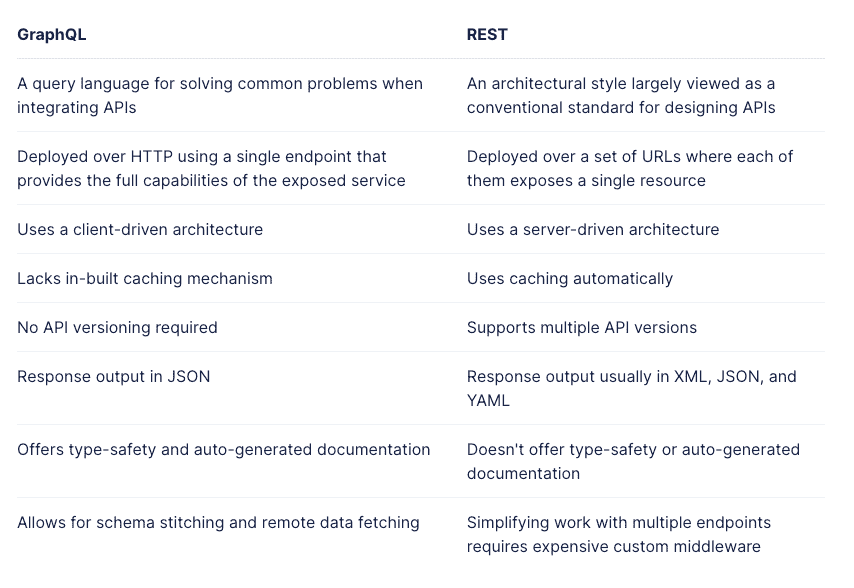 GraphQL
REST
A query language for solving common problems when
integrating APIs
An architectural style largely viewed as a
conventional standard for designing APIs
Deployed over HTTP using a single endpoint that
provides the full capabilities of the exposed service
Deployed over a set of URLs where each of
them exposes a single resource
Uses a client-driven architecture
Uses a server-driven architecture
Lacks in-built caching mechanism
Uses caching automatically
No API versioning required
Supports multiple API versions
Response output in JSON
Response output usually in XML, JSON, and
YAML
Offers type-safety and auto-generated documentation
Doesn't offer type-safety or auto-generated
documentation
Allows for schema stitching and remote data fetching
Simplifying work with multiple endpoints
requires expensive custom middleware